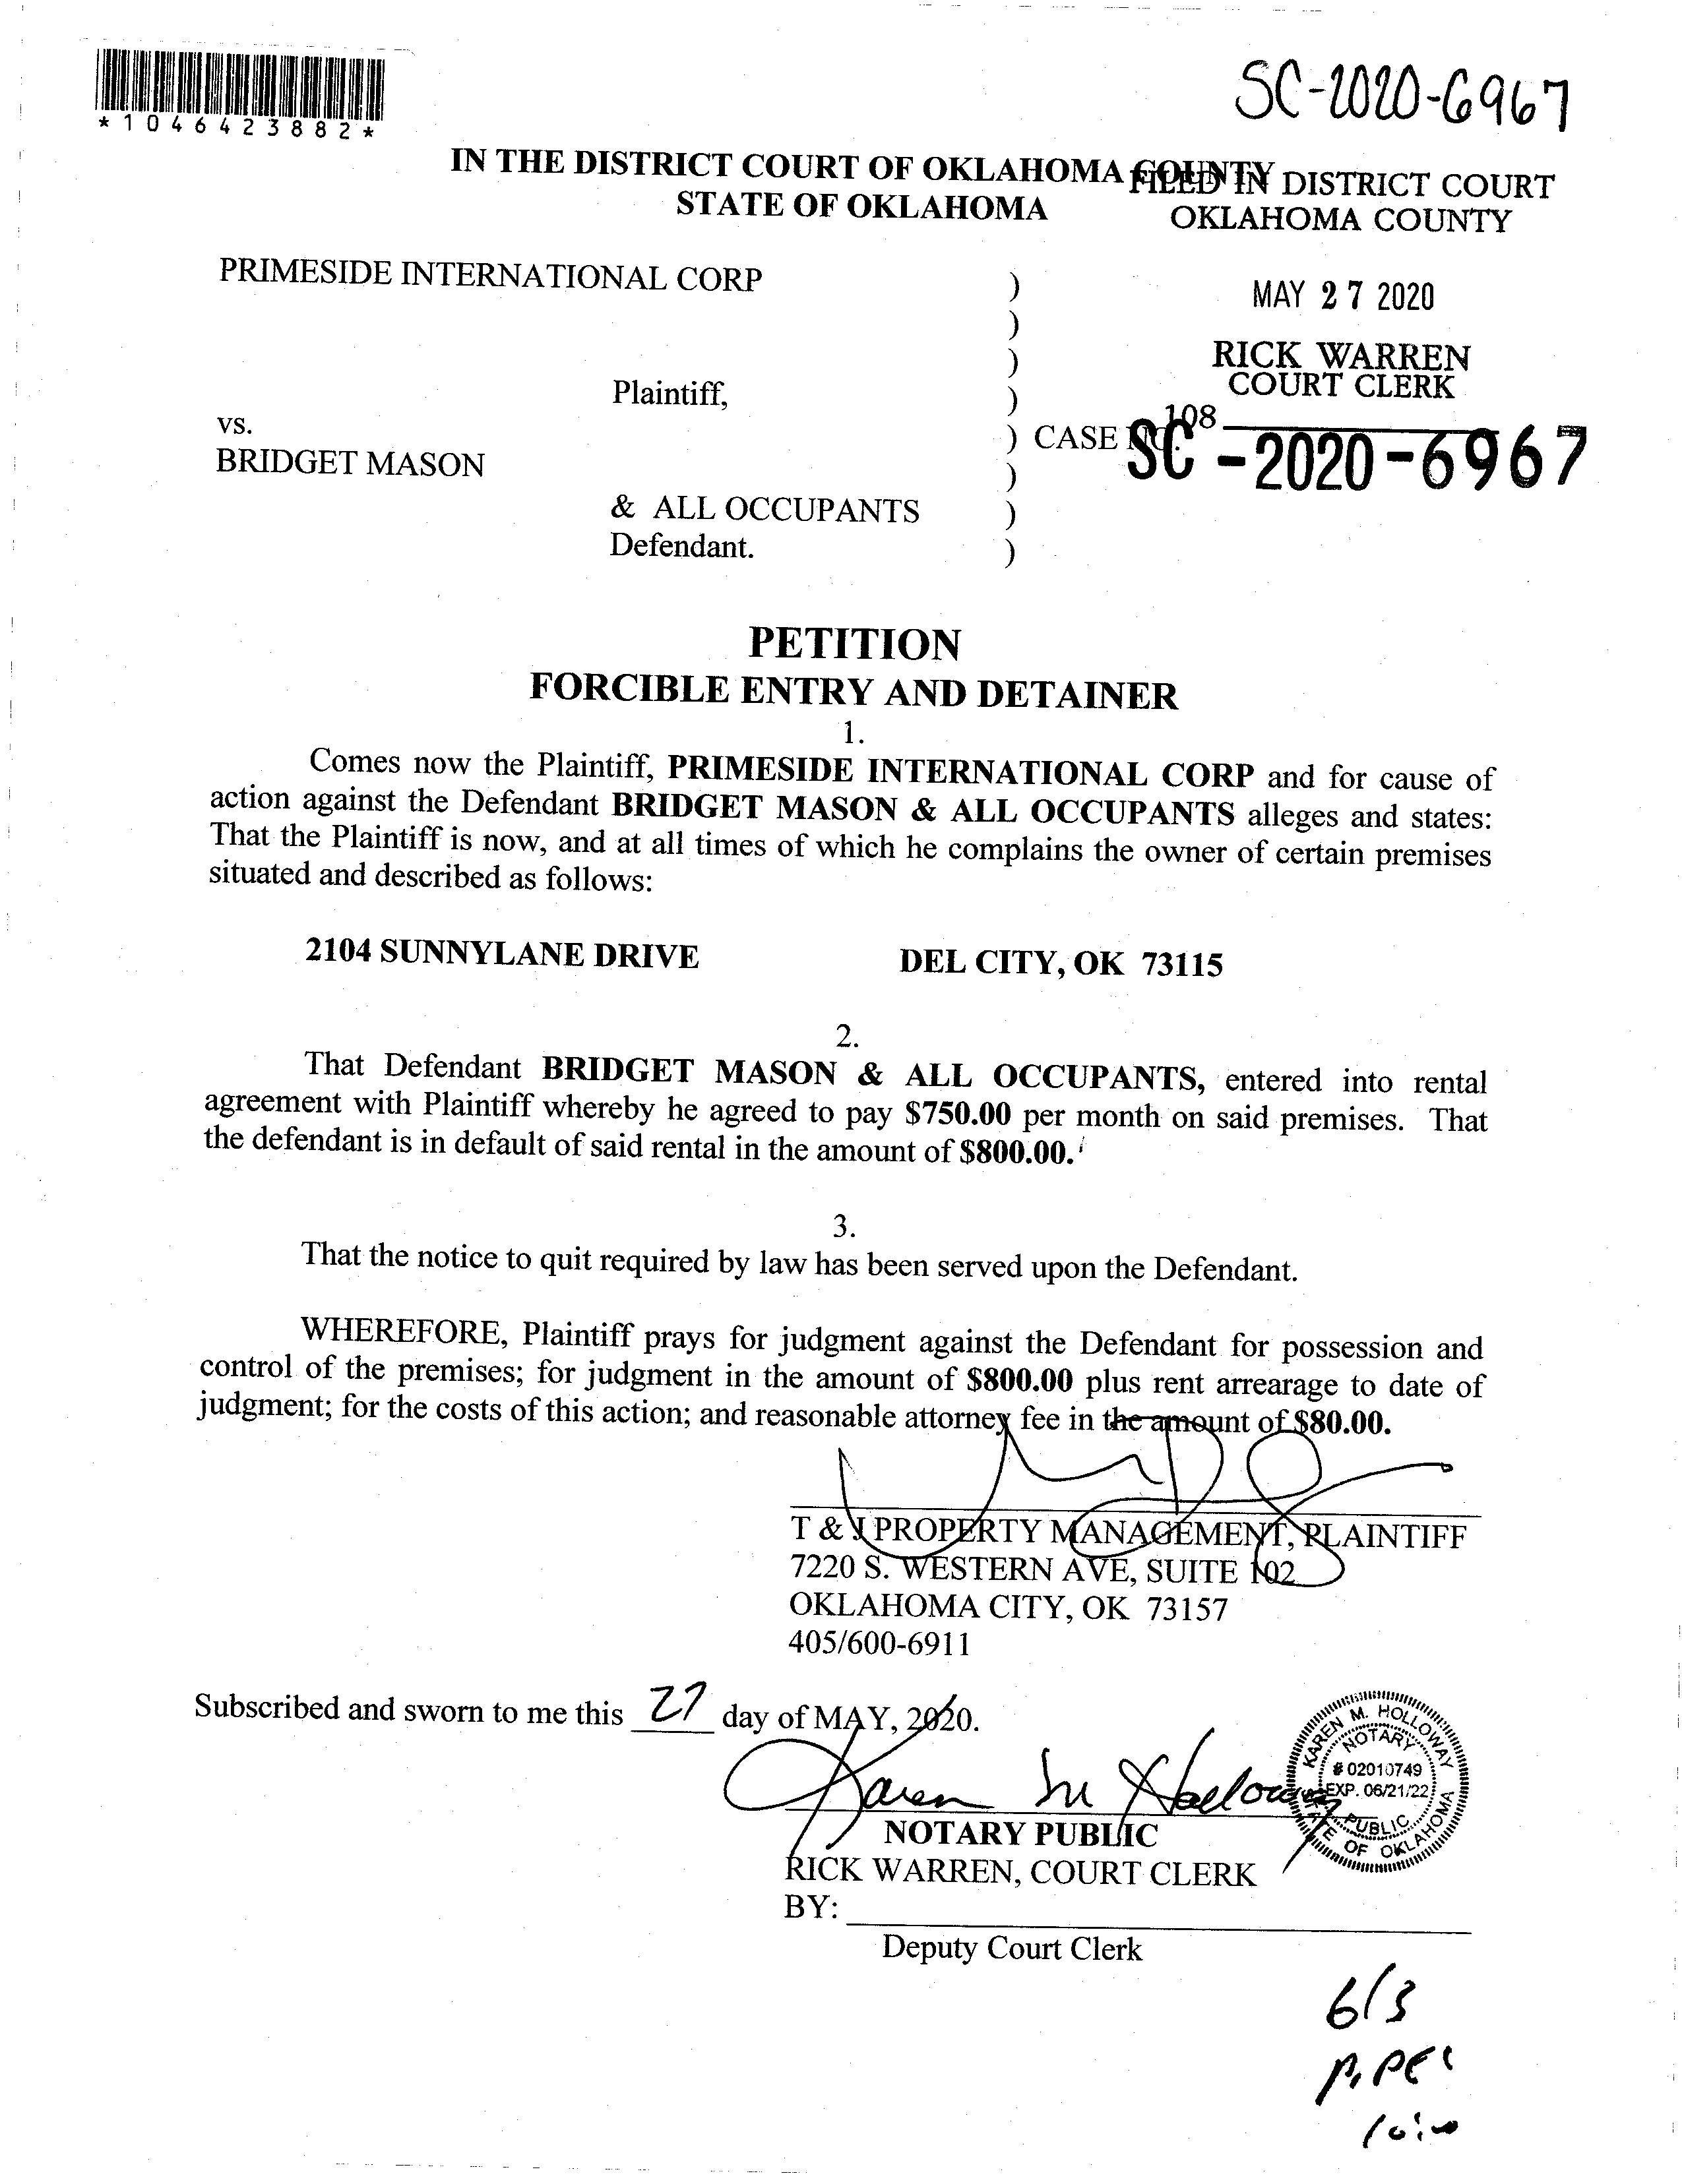 SC-2020-6967
*1046423882*
IN THE DISTRICT COURT OF OKLAHOMA COUNTY
STATE OF OKLAHOMA
FILED IN DISTRICT COURT
OKLAHOMA COUNTY
MAY 27 2020
RICK WARREN
COURT CLERK
108
PRIMESIDE INTERNATIONAL CORP )
)
)
Plaintiff, )
vs. ) CASE NO. SC-2020-6967
BRIDGET MASON )
& ALL OCCUPANTS )
Defendant. )
PETITION
FORCIBLE ENTRY AND DETAINER
1.
Comes now the Plaintiff, PRIMESIDE INTERNATIONAL CORP and for cause of
action against the Defendant BRIDGET MASON & ALL OCCUPANTS alleges and states:
That the Plaintiff is now, and at all times of which he complains the owner of certain premises
situated and described as follows:
2104 SUNNYLANE DRIVE DEL CITY, OK 73115
2.
That Defendant BRIDGET MASON & ALL OCCUPANTS, entered into rental
agreement with Plaintiff whereby he agreed to pay $750.00 per month on said premises. That
the defendant is in default of said rental in the amount of $800.00.
3.
That the notice to quit required by law has been served upon the Defendant.
WHEREFORE, Plaintiff prays for judgment against the Defendant for possession and
control of the premises; for judgment in the amount of $800.00 plus rent arrearage to date of
judgment; for the costs of this action; and reasonable attorney fee in the amount of $80.00.
T & J PROPERTY MANAGEMENT, PLAINTIFF
7220 S. WESTERN AVE, SUITE 102
OKLAHOMA CITY, OK 73157
405/600-6911
Subscribed and sworn to me this 27 day of MAY, 2020.
Karen M Holloway
KAREN M. HOLLOWAY
NOTARY
# 02010749
EXP. 06/21/22
PUBLIC
STATE OF OKLAHOMA
NOTARY PUBLIC
RICK WARREN, COURT CLERK
BY:
Deputy Court Clerk
6/3